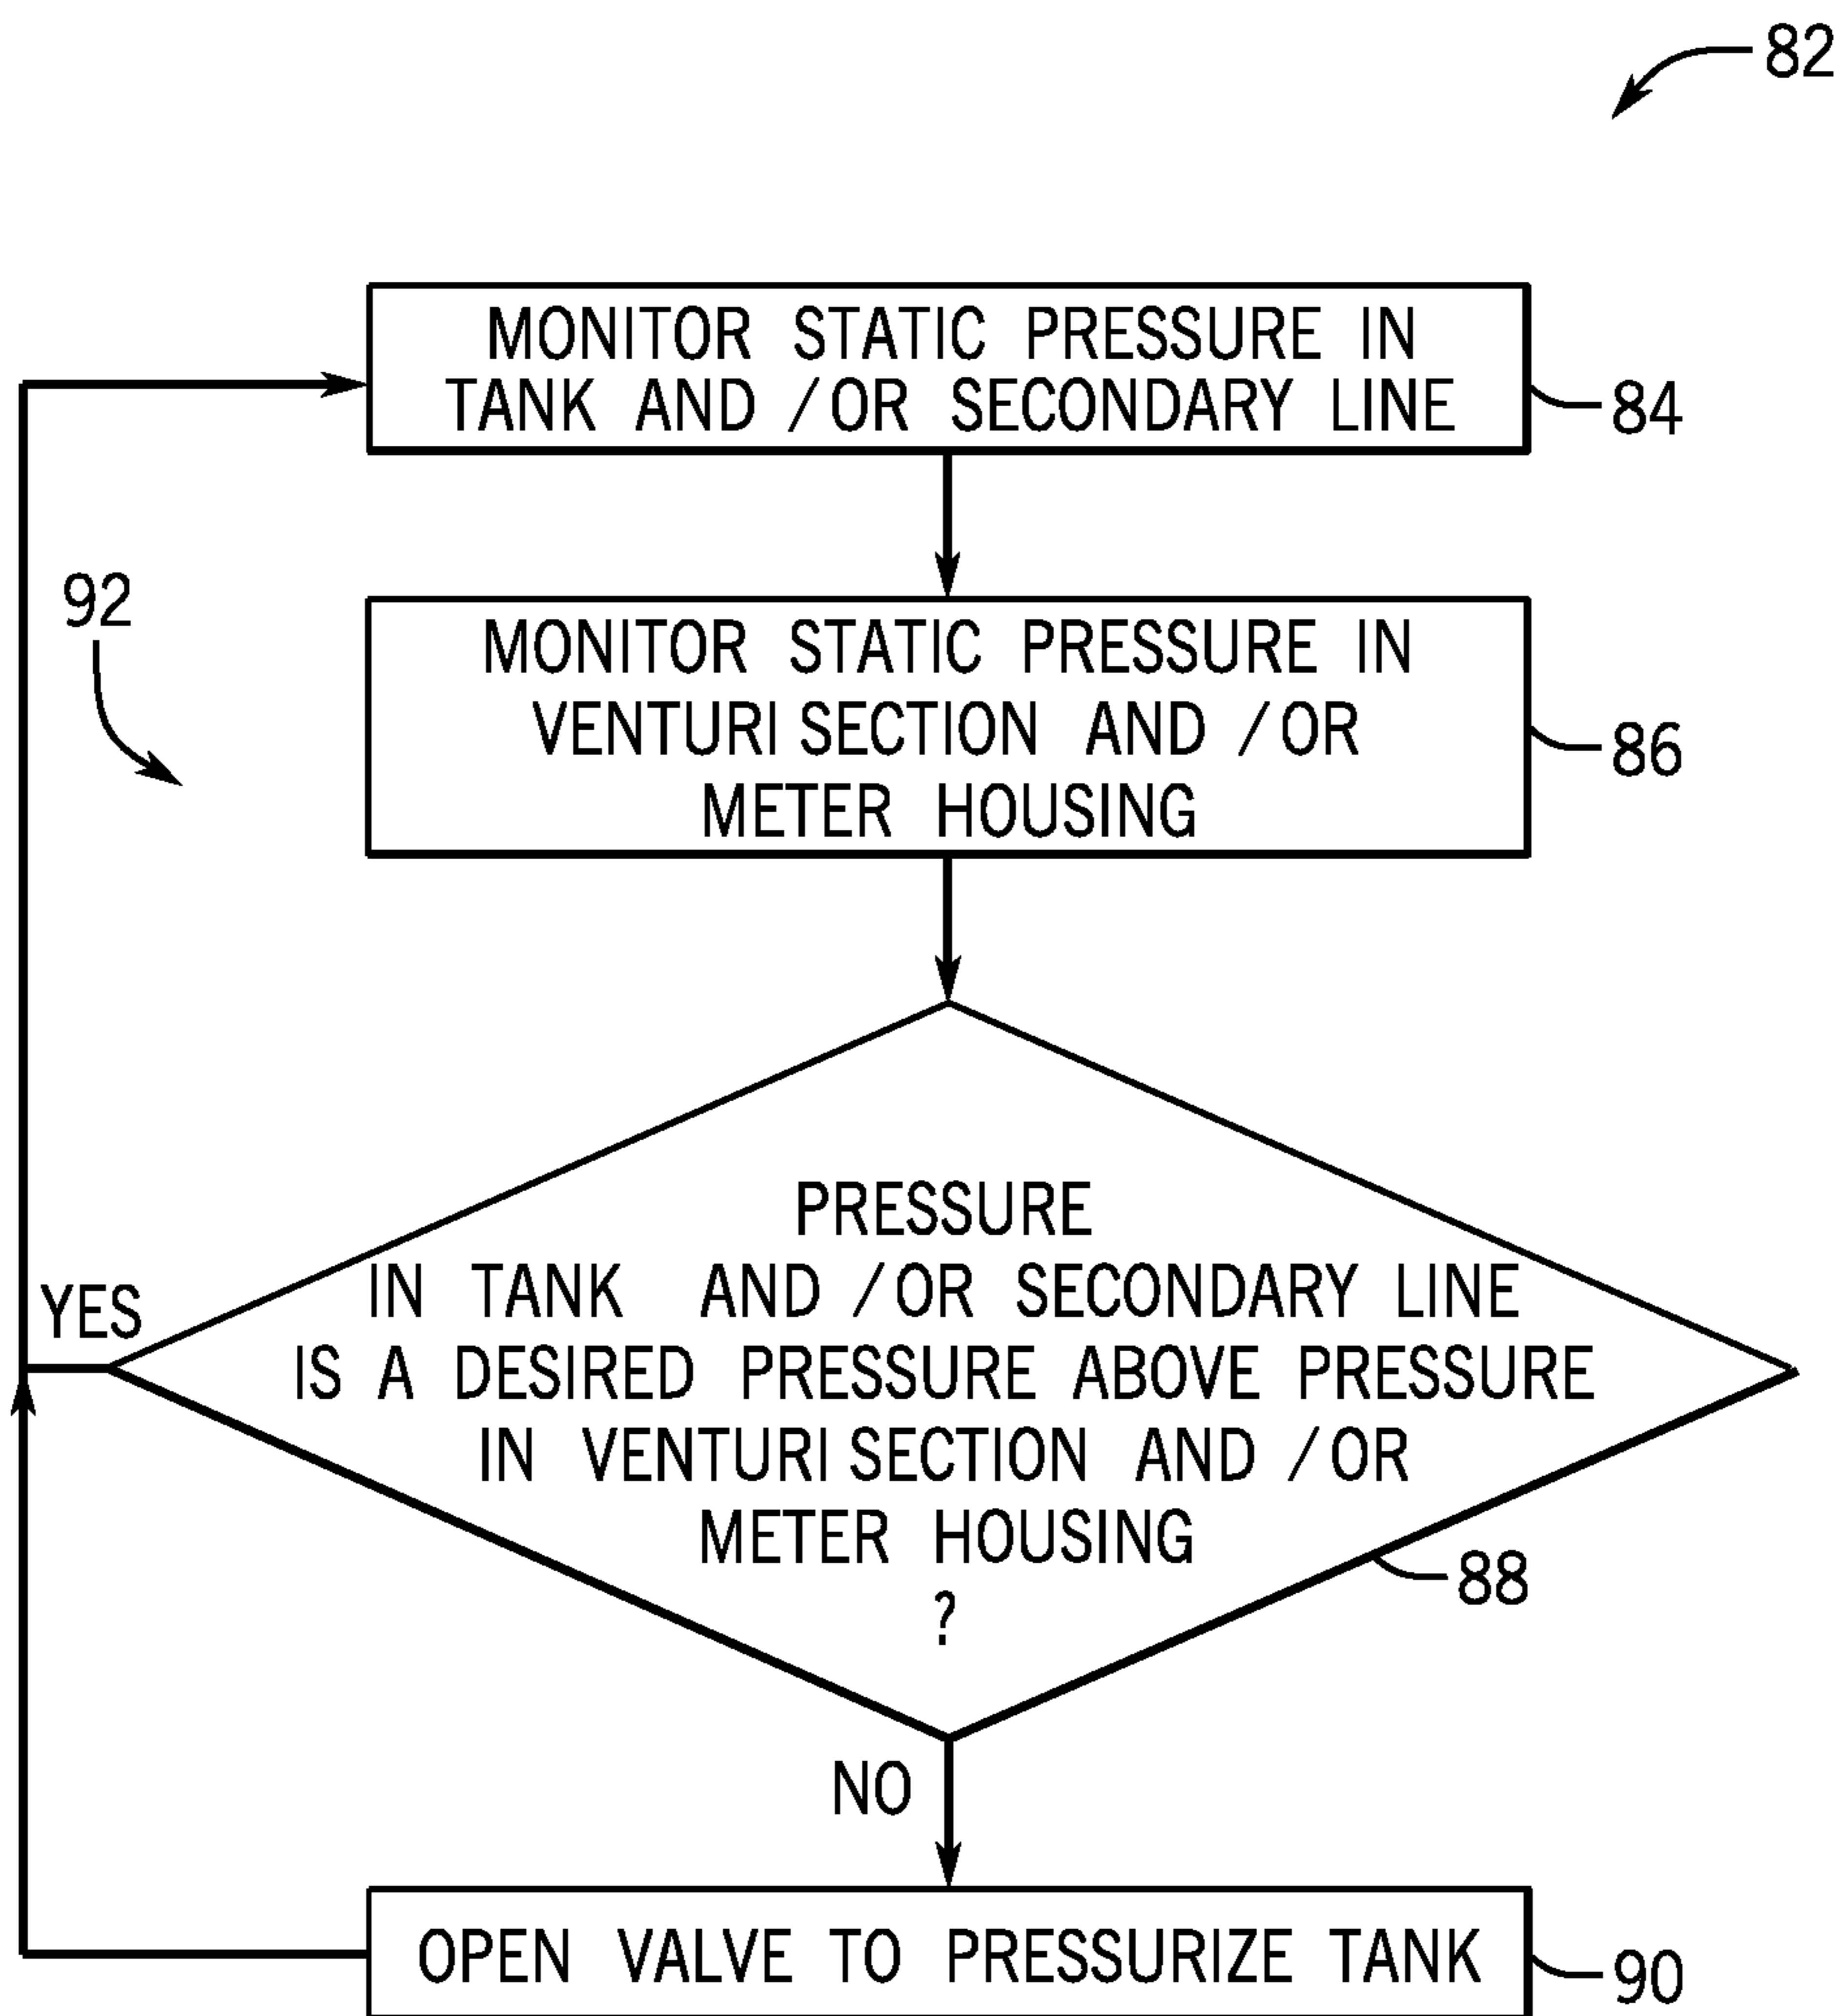 82
MONITOR STATIC PRESSURE IN
TANK AND /OR SECONDARY LINE
84
92
MONITOR STATIC PRESSURE IN
VENTURI SECTION AND /OR
METER HOUSING
86
PRESSURE
IN TANK AND /OR SECONDARY LINE
IS A DESIRED PRESSURE ABOVE PRESSURE
IN VENTURI SECTION AND /OR
METER HOUSING
?
YES
88
NO
OPEN VALVE TO PRESSURIZE TANK
90